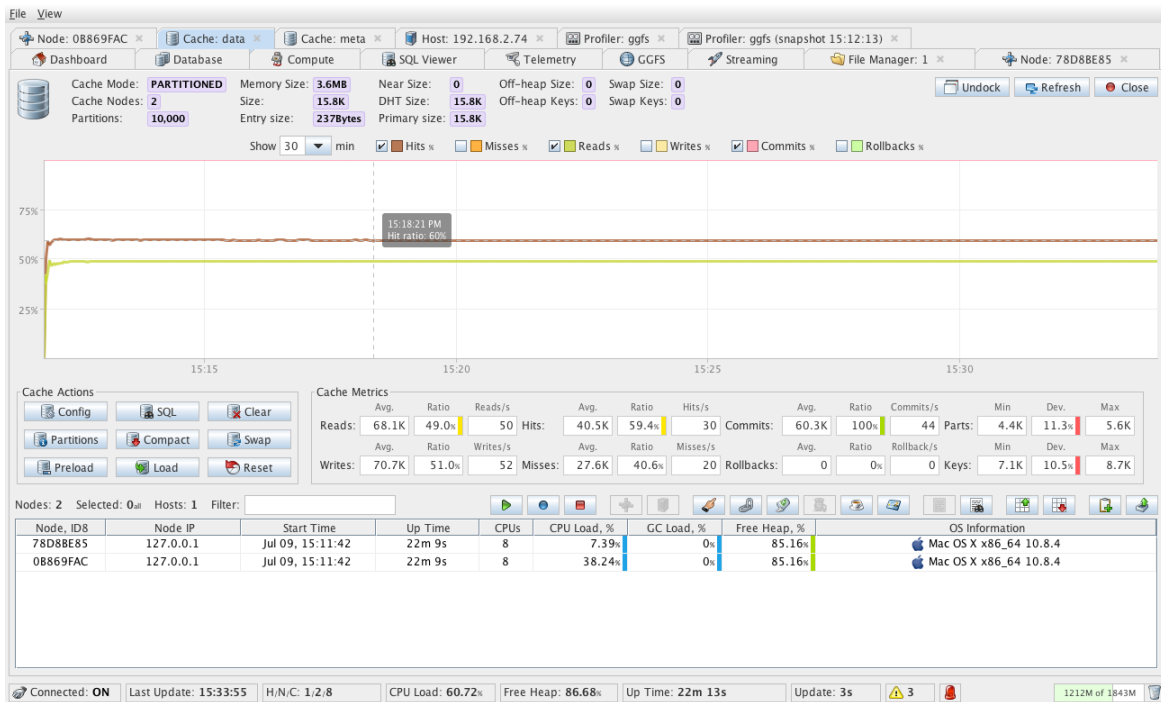 File View
Node: 0B869FAC Cache: data Cache: meta Host: 192.168.2.74 Profiler: ggfs Profiler: ggfs (snapshot 15:12:13)
Dashboard Database Compute SQL Viewer Telemetry GGFS Streaming File Manager: 1 Node: 78D8BE85
Cache Mode: PARTITIONED Memory Size: 3.6MB Near Size: 0 Off-heap Size: 0 Swap Size: 0
Undock Refresh Close
Cache Nodes: 2 Size: 15.8K DHT Size: 15.8K Off-heap Keys: 0 Swap Keys: 0
Partitions: 10,000 Entry size: 237Bytes Primary size: 15.8K
Show 30 min Hits % Misses % Reads % Writes % Commits % Rollbacks %
75%
15:18:21 PM
Hit ratio: 60%
50%
25%
15:15 15:20 15:25 15:30
Cache Actions
Config SQL Clear
Partitions Compact Swap
Preload Load Reset
Cache Metrics
Avg. Ratio Reads/s Avg. Ratio Hits/s Avg. Ratio Commits/s Min Dev. Max
Reads: 68.1K 49.0% 50 Hits: 40.5K 59.4% 30 Commits: 60.3K 100% 44 Parts: 4.4K 11.3% 5.6K
Avg. Ratio Writes/s Avg. Ratio Misses/s Avg. Ratio Rollback/s Min Dev. Max
Writes: 70.7K 51.0% 52 Misses: 27.6K 40.6% 20 Rollbacks: 0 0% 0 Keys: 7.1K 10.5% 8.7K
Nodes: 2 Selected: 0all Hosts: 1 Filter:
Node, ID8 Node IP Start Time Up Time CPUs CPU Load, % GC Load, % Free Heap, % OS Information
78D8BE85 127.0.0.1 Jul 09, 15:11:42 22m 9s 8 7.39% 0% 85.16% Mac OS X x86_64 10.8.4
0B869FAC 127.0.0.1 Jul 09, 15:11:42 22m 9s 8 38.24% 0% 85.16% Mac OS X x86_64 10.8.4
Connected: ON Last Update: 15:33:55 H/N/C: 1/2/8 CPU Load: 60.72% Free Heap: 86.68% Up Time: 22m 13s Update: 3s 3 1212M of 1843M